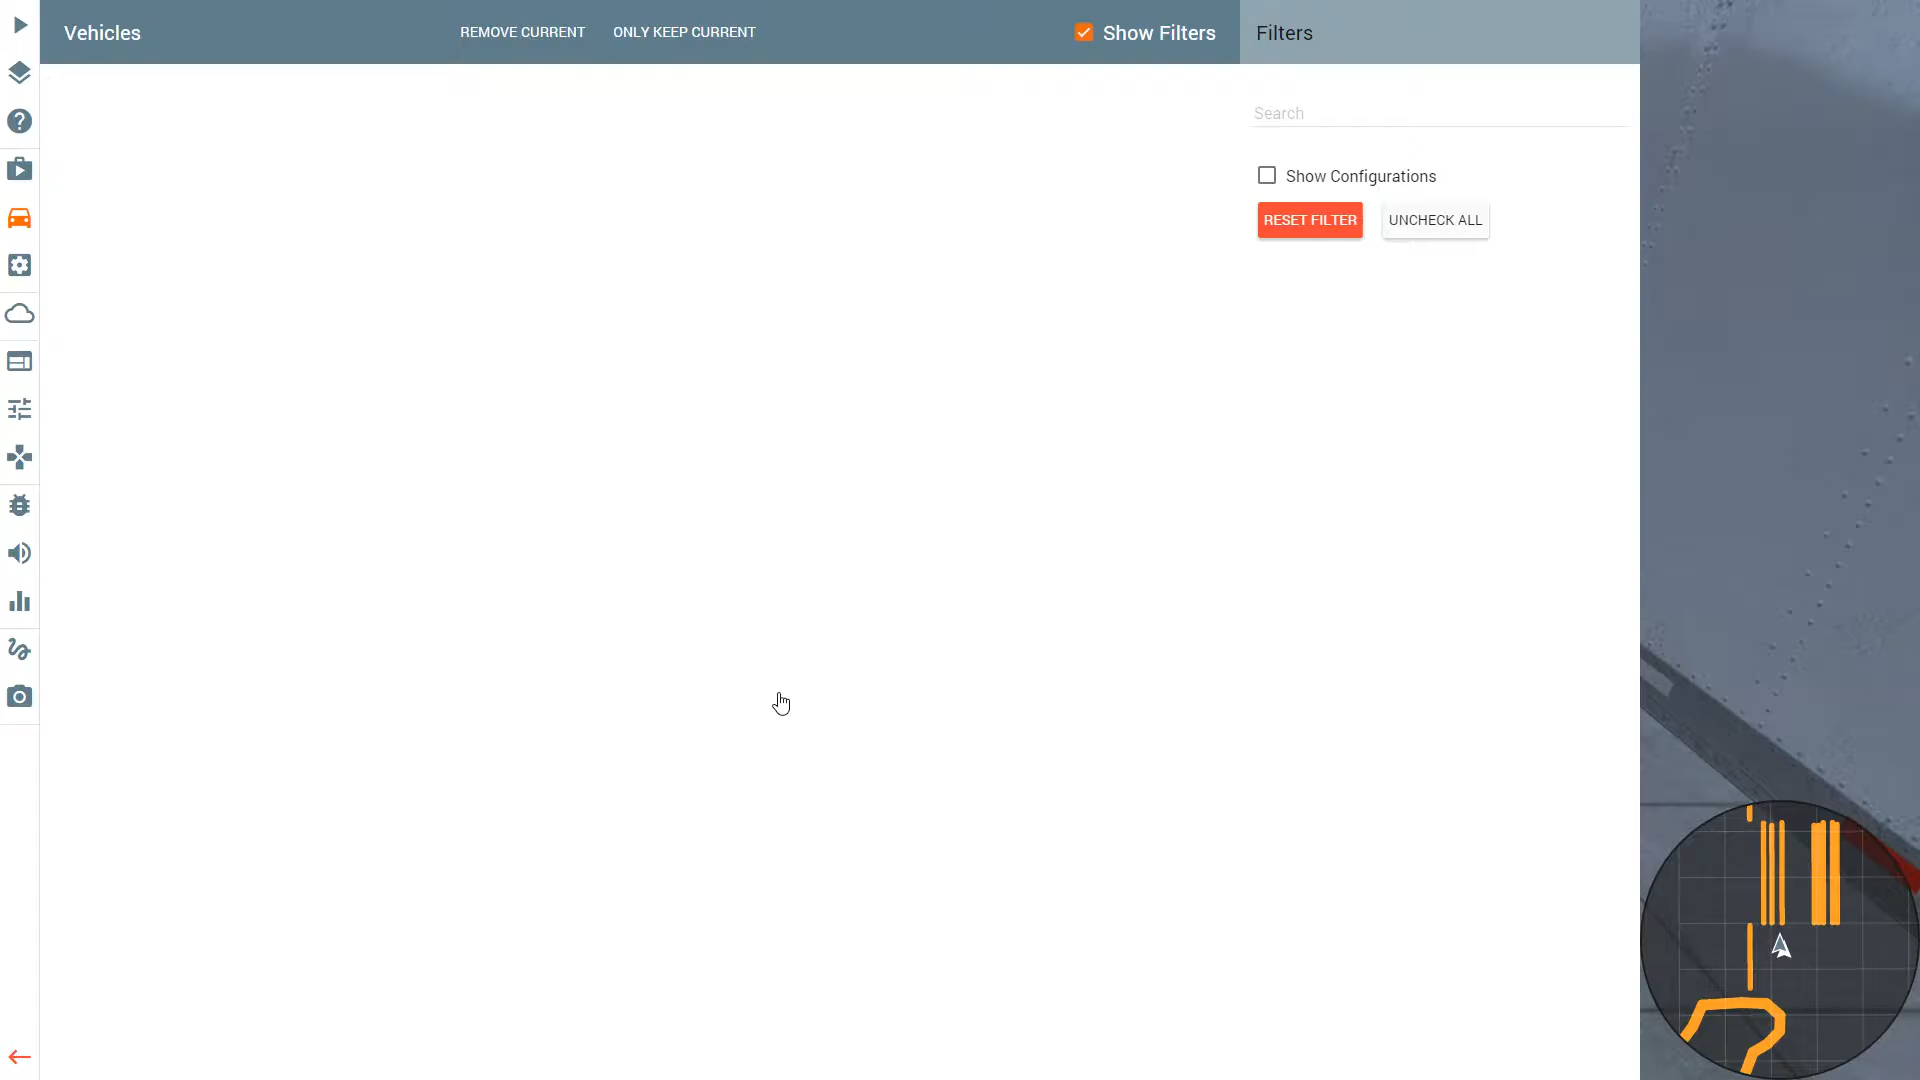 Vehicles
REMOVE CURRENT
ONLY KEEP CURRENT
Show Filters
Filters
Search
Show Configurations
RESET FILTER
UNCHECK ALL